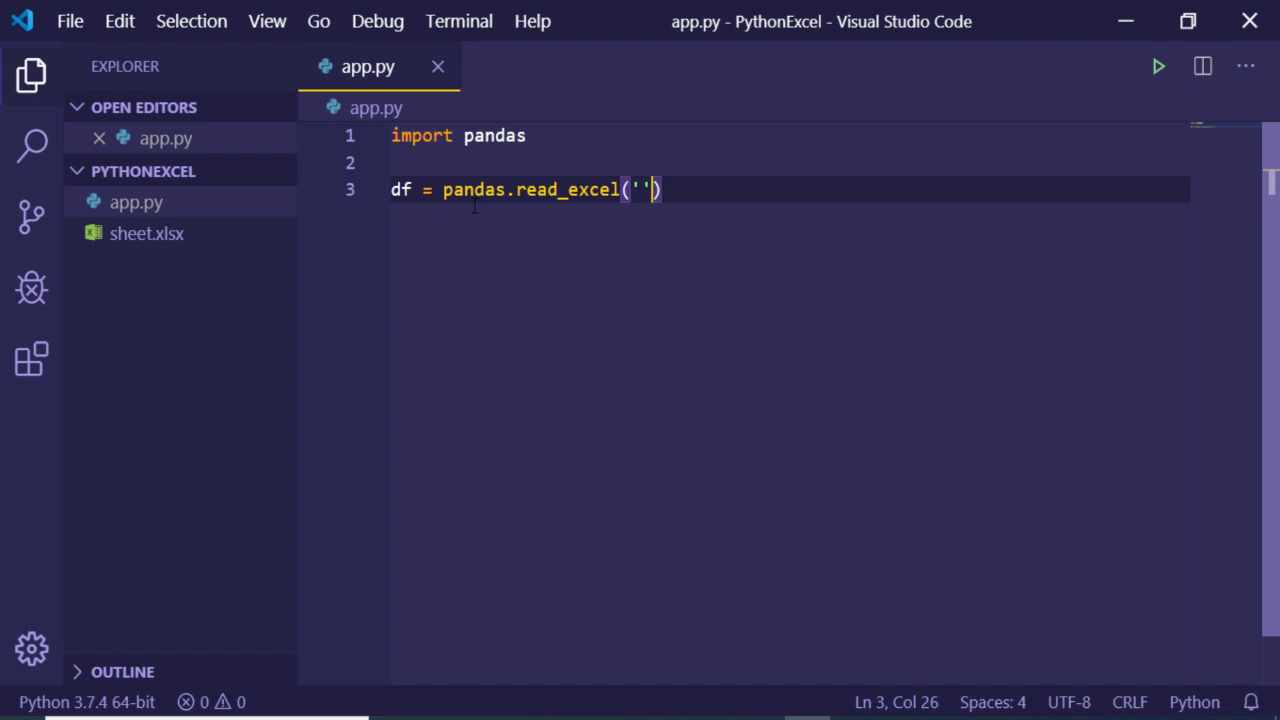 File Edit Selection View Go Debug Terminal Help app.py - PythonExcel - Visual Studio Code
EXPLORER
OPEN EDITORS
app.py
PYTHONEXCEL
app.py
sheet.xlsx
OUTLINE
app.py
app.py
1 import pandas
2
3 df = pandas.read_excel('')
Python 3.7.4 64-bit 0 0 Ln 3, Col 26 Spaces: 4 UTF-8 CRLF Python